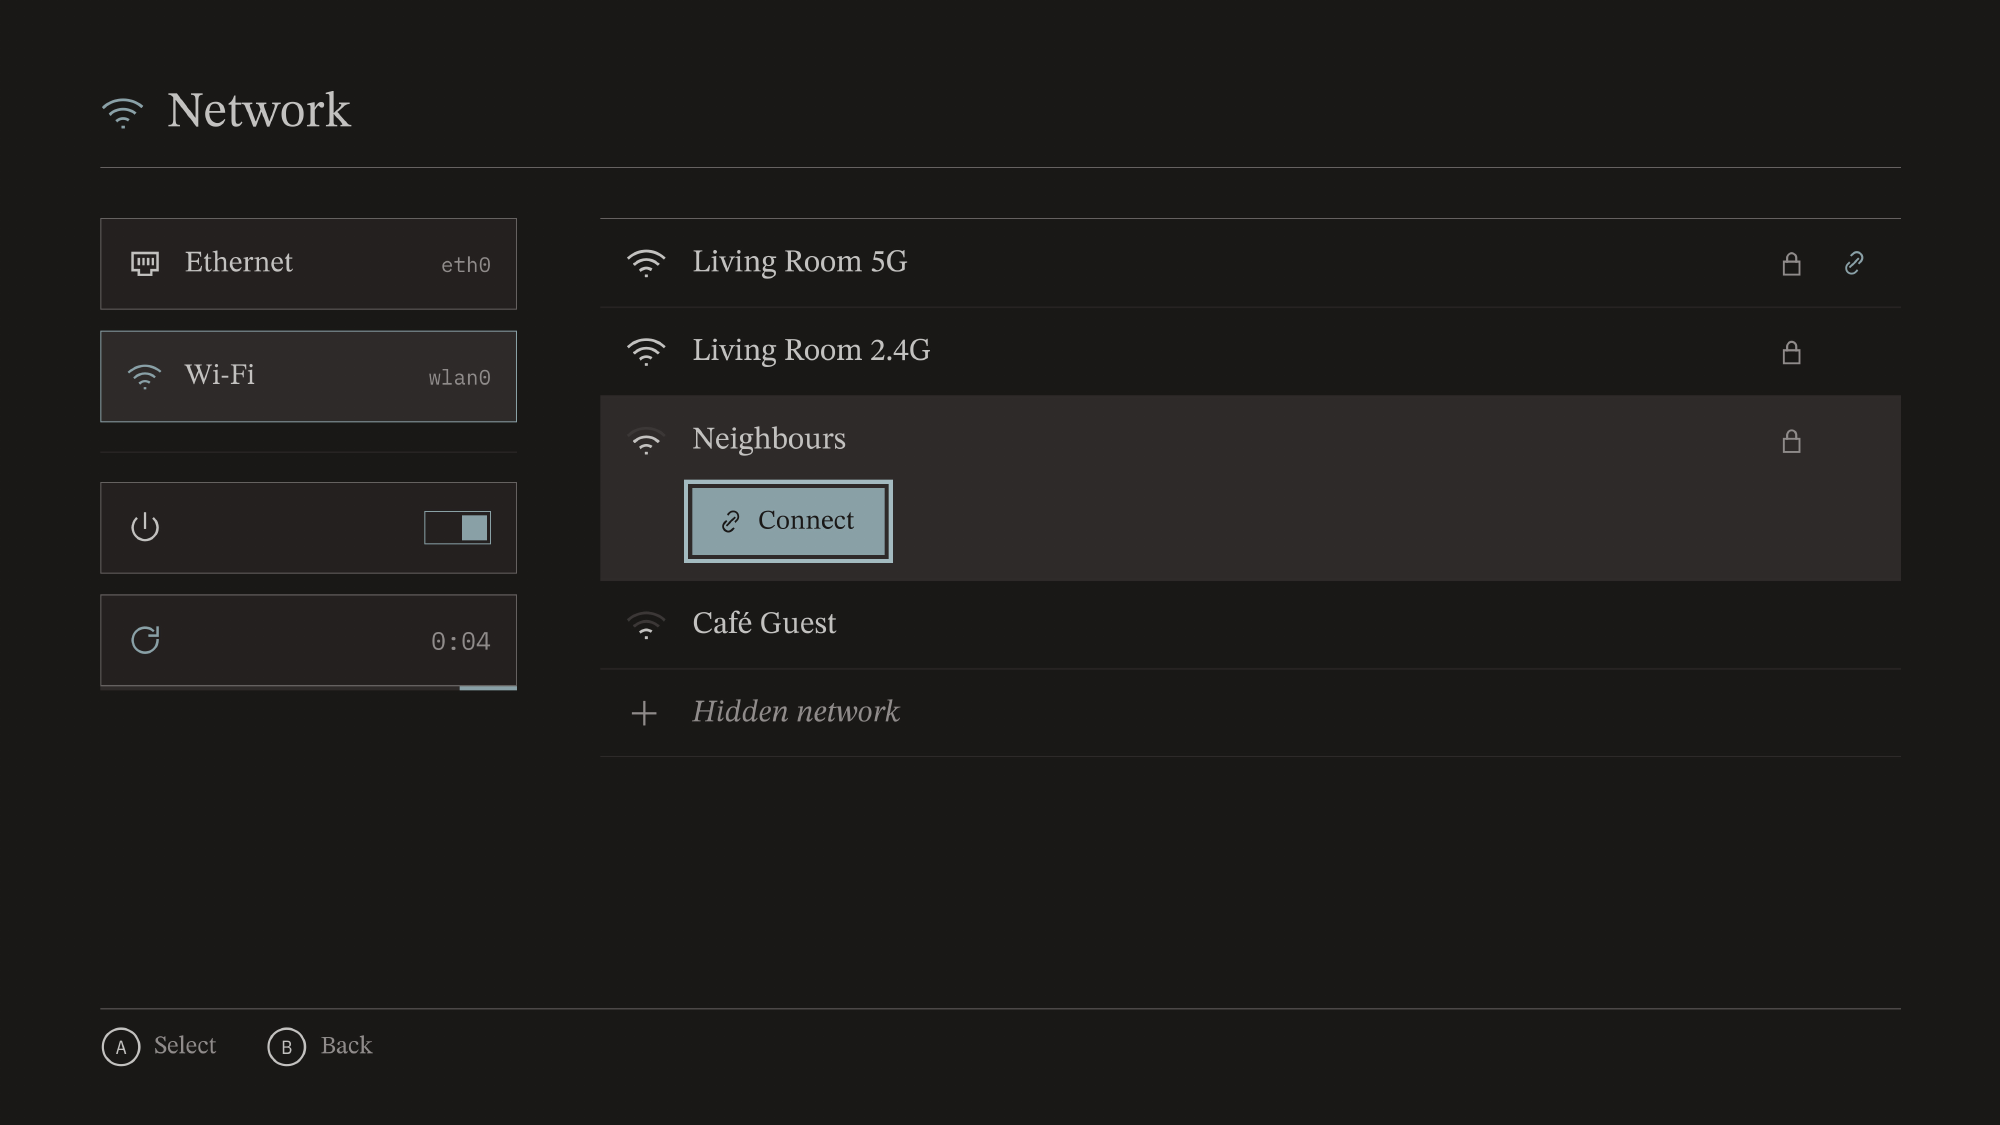 Network
Ethernet eth0
Wi-Fi wlan0
0:04
Living Room 5G
Living Room 2.4G
Neighbours
Connect
Café Guest
Hidden network
A Select B Back